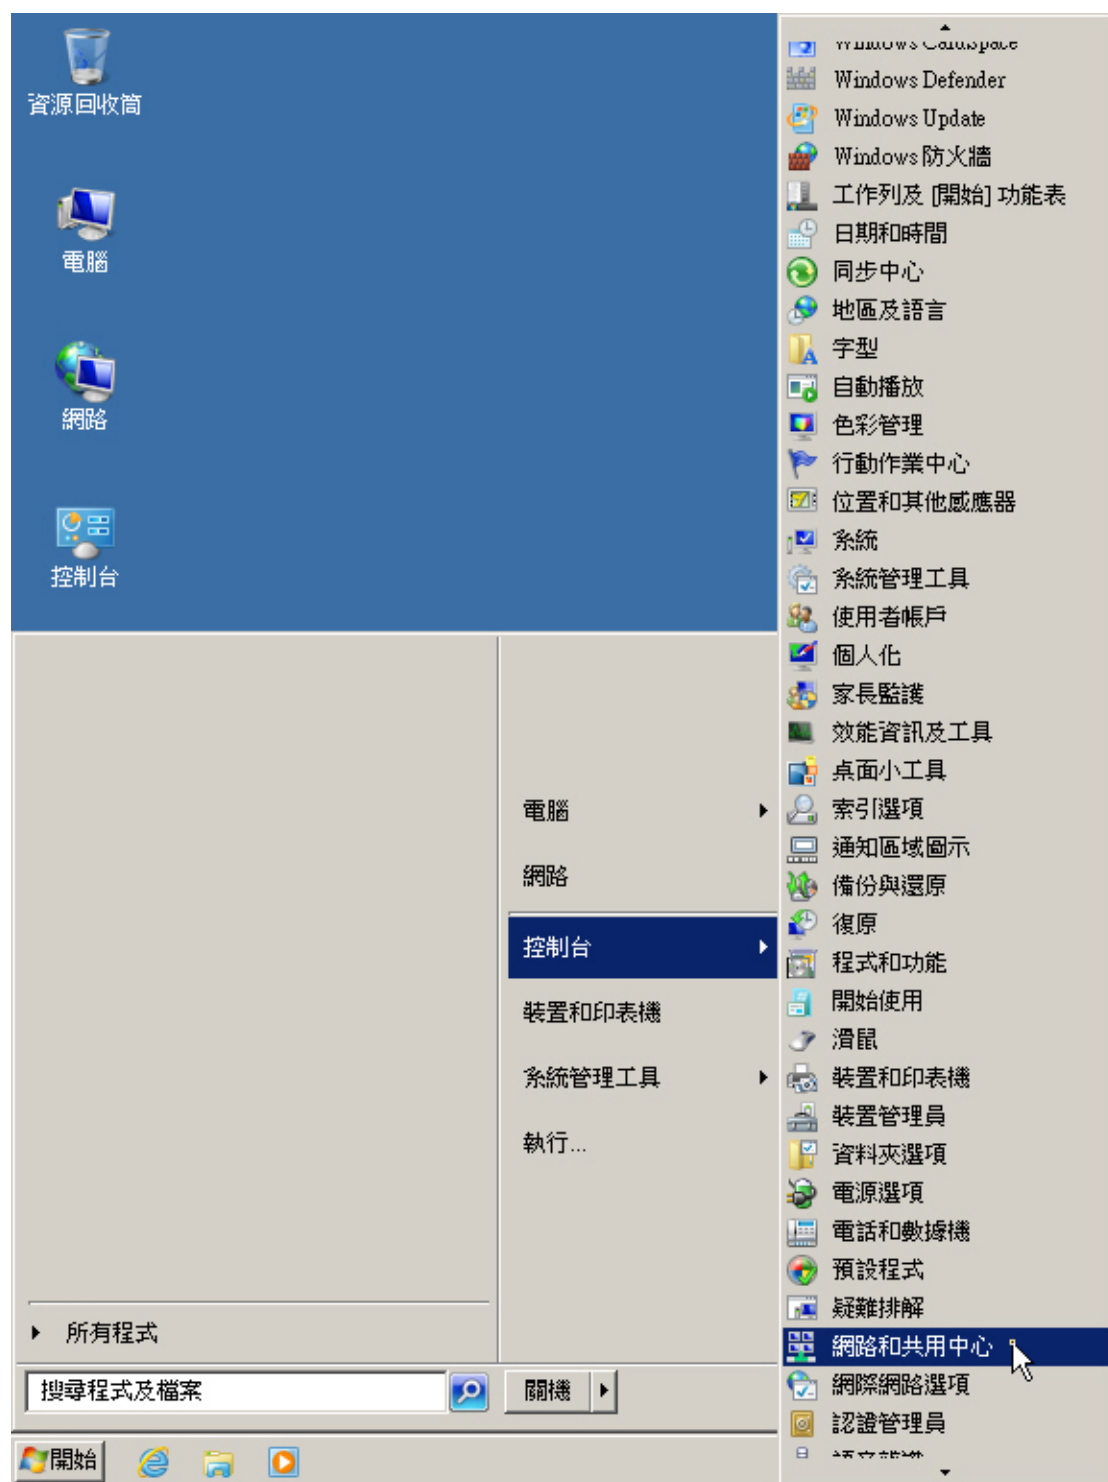 資源回收筒
電腦
網路
控制台
電腦
網路
控制台
裝置和印表機
系統管理工具
執行...
所有程式
搜尋程式及檔案
關機
開始
Windows CardSpace
Windows Defender
Windows Update
Windows 防火牆
工作列及 [開始] 功能表
日期和時間
同步中心
地區及語言
字型
自動播放
色彩管理
行動作業中心
位置和其他感應器
系統
系統管理工具
使用者帳戶
個人化
家長監護
效能資訊及工具
桌面小工具
索引選項
通知區域圖示
備份與還原
復原
程式和功能
開始使用
滑鼠
裝置和印表機
裝置管理員
資料夾選項
電源選項
電話和數據機
預設程式
疑難排解
網路和共用中心
網際網路選項
認證管理員